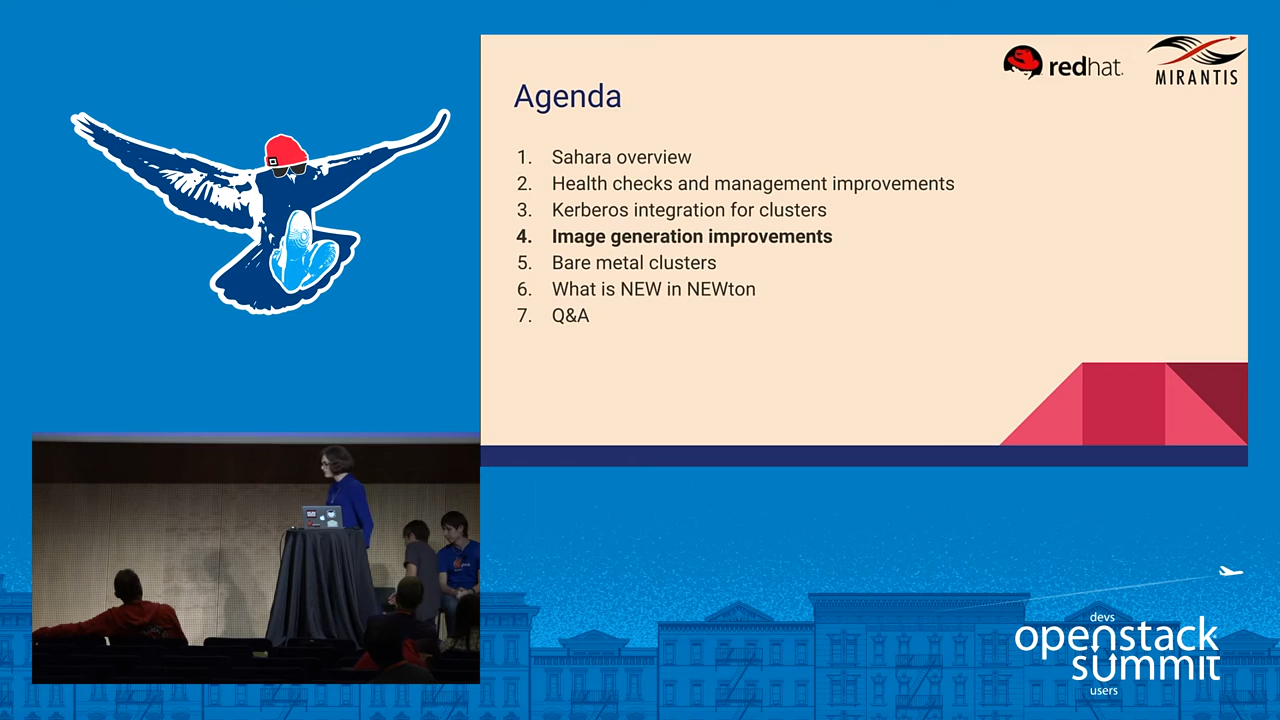 redhat.
MIRANTIS
Agenda
1. Sahara overview
2. Health checks and management improvements
3. Kerberos integration for clusters
4. Image generation improvements
5. Bare metal clusters
6. What is NEW in NEWton
7. Q&A
devs
openstack
summit
users